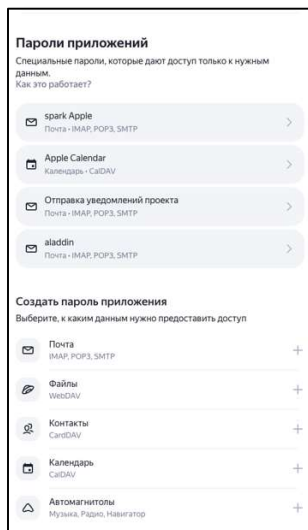 Пароли приложений
Специальные пароли, которые дают доступ только к нужным
данным.
Как это работает?
spark Apple
Почта • IMAP, POP3, SMTP
Apple Calendar
Календарь • CalDAV
Отправка уведомлений проекта
Почта • IMAP, POP3, SMTP
aladdin
Почта • IMAP, POP3, SMTP
Создать пароль приложения
Выберите, к каким данным нужно предоставить доступ
Почта
IMAP, POP3, SMTP
Файлы
WebDAV
Контакты
CardDAV
Календарь
CalDAV
Автомагнитолы
Музыка, Радио, Навигатор